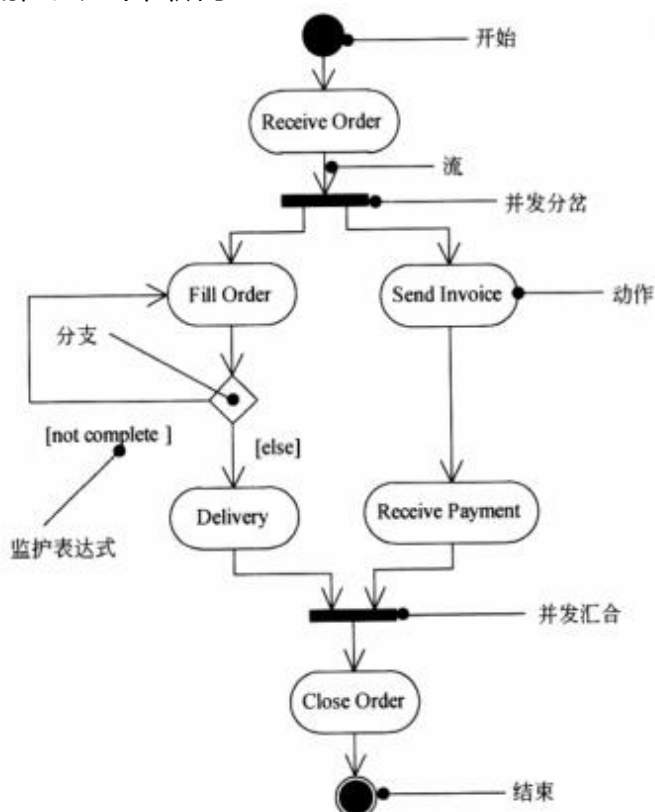 开始
Receive Order
流
并发分岔
Fill Order
Send Invoice
动作
分支
[not complete ]
[else]
Delivery
Receive Payment
监护表达式
并发汇合
Close Order
结束